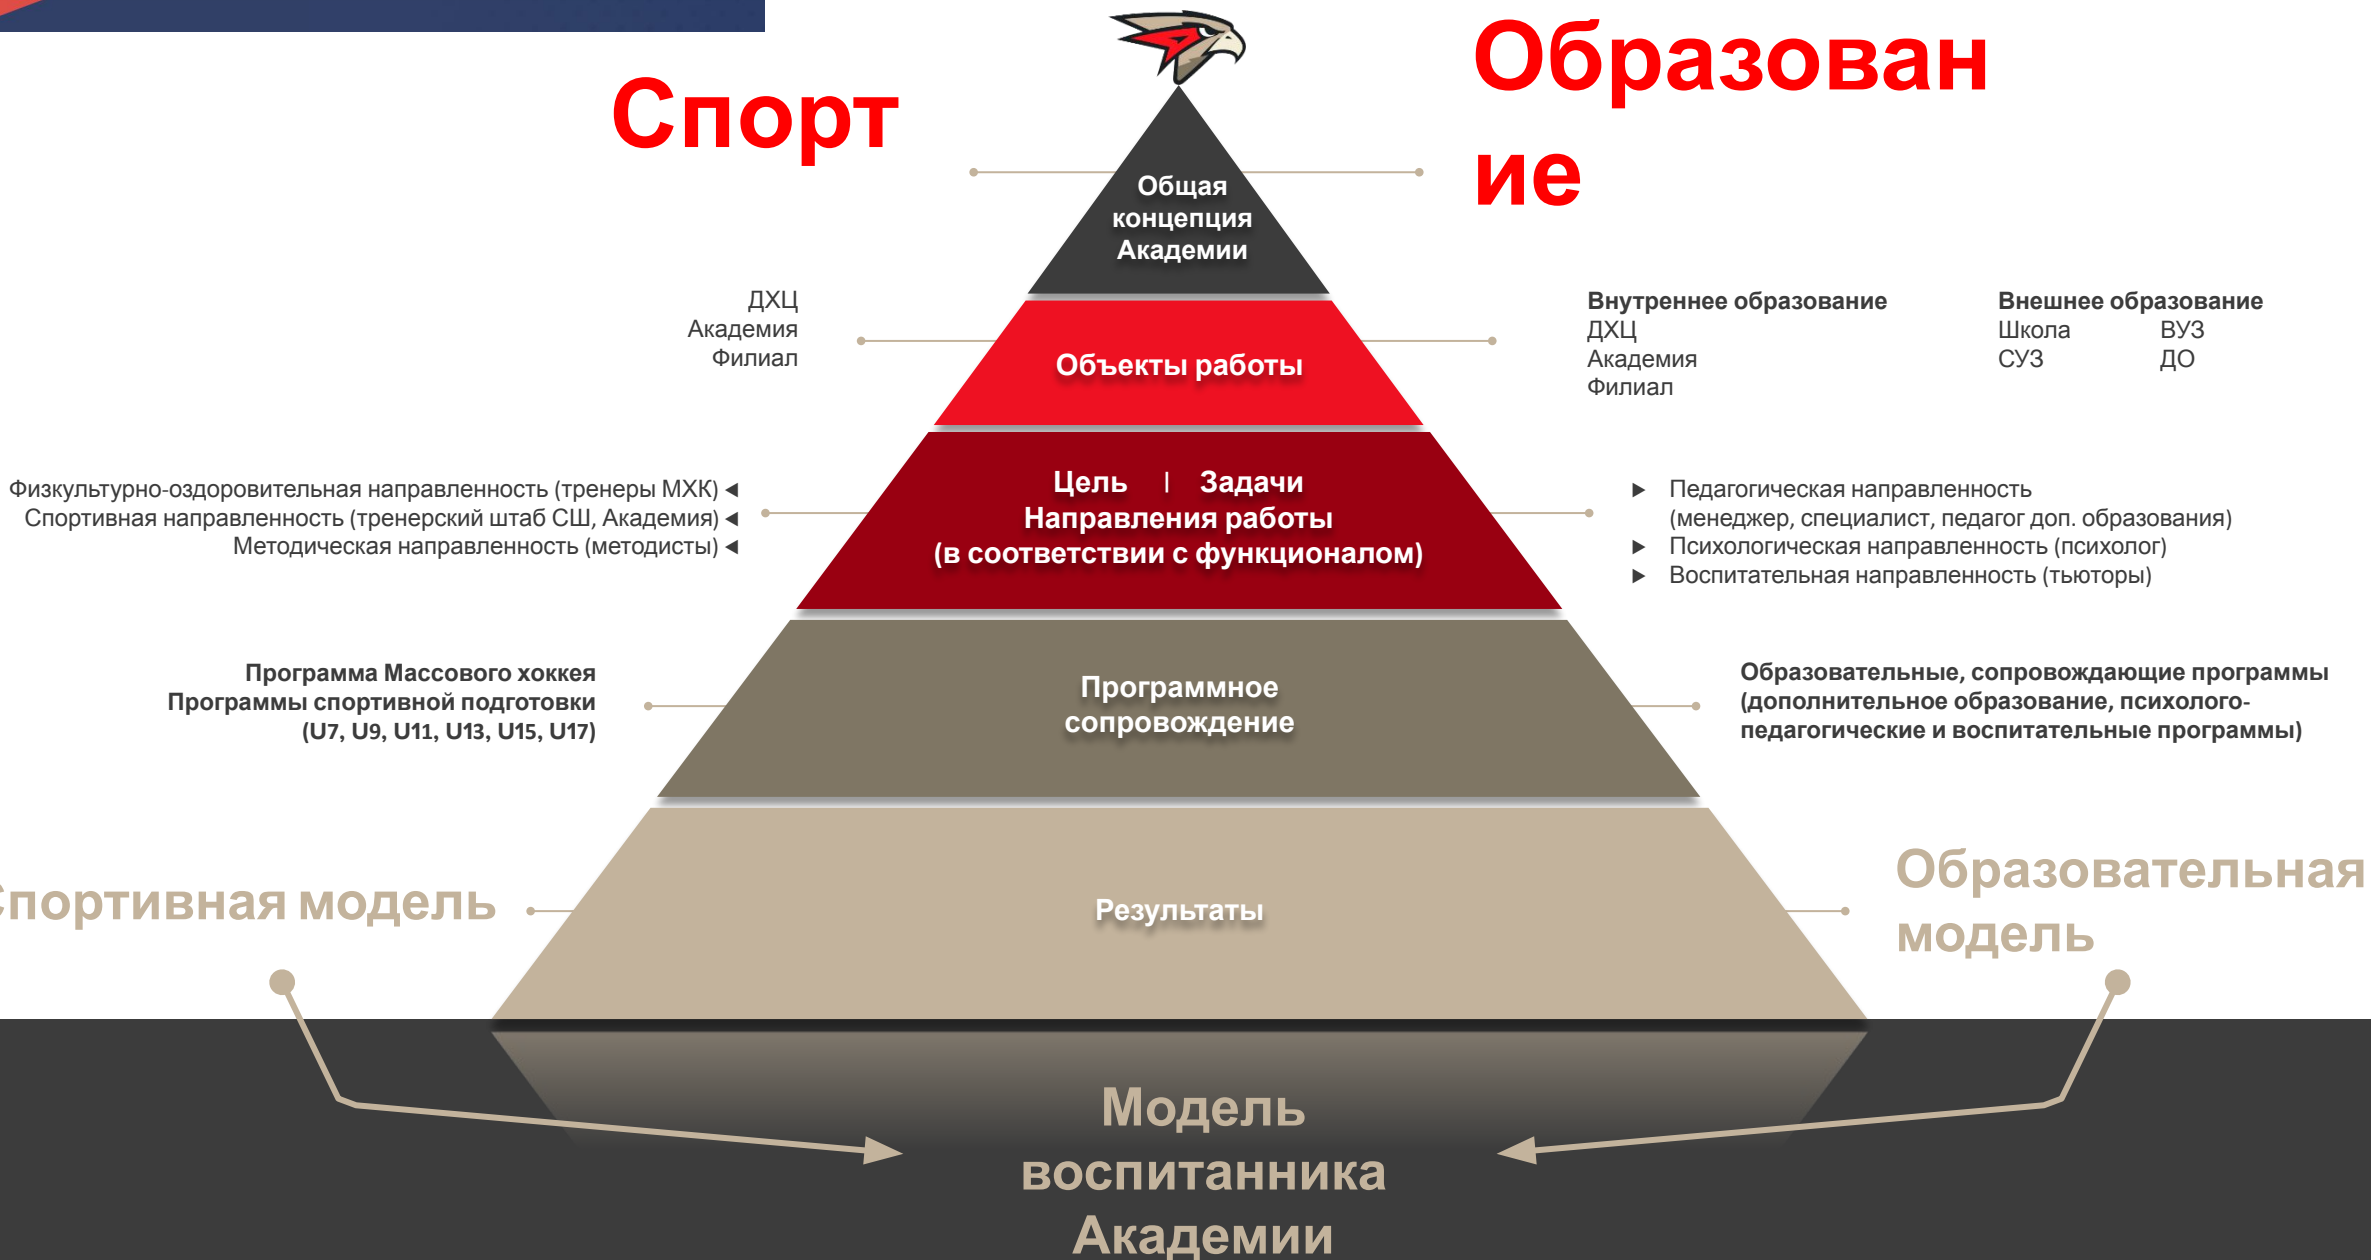 Спорт
Образован
ие
Общая
концепция
Академии
ДХЦ
Академия
Филиал
Объекты работы
Внутреннее образование
ДХЦ
Академия
Филиал
Внешнее образование
Школа ВУЗ
СУЗ ДО
Физкультурно-оздоровительная направленность (тренеры МХК) ◄
Спортивная направленность (тренерский штаб СШ, Академия) ◄
Методическая направленность (методисты) ◄
Цель | Задачи
Направления работы
(в соответствии с функционалом)
► Педагогическая направленность
(менеджер, специалист, педагог доп. образования)
► Психологическая направленность (психолог)
► Воспитательная направленность (тьюторы)
Программа Массового хоккея
Программы спортивной подготовки
(U7, U9, U11, U13, U15, U17)
Программное
сопровождение
Образовательные, сопровождающие программы
(дополнительное образование, психолого-
педагогические и воспитательные программы)
Спортивная модель
Результаты
Образовательная
модель
Модель
воспитанника
Академии